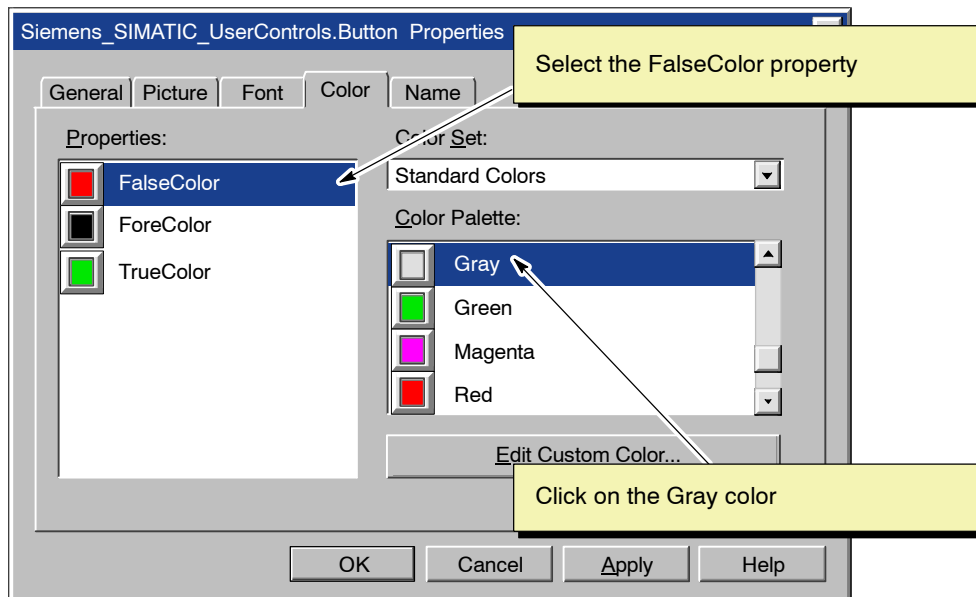 Siemens_SIMATIC_UserControls.Button Properties
Select the FalseColor property
General Picture Font Color Name
Properties:
FalseColor
ForeColor
TrueColor
Color Set:
Standard Colors
Color Palette:
Gray
Green
Magenta
Red
Edit Custom Color...
Click on the Gray color
OK Cancel Apply Help